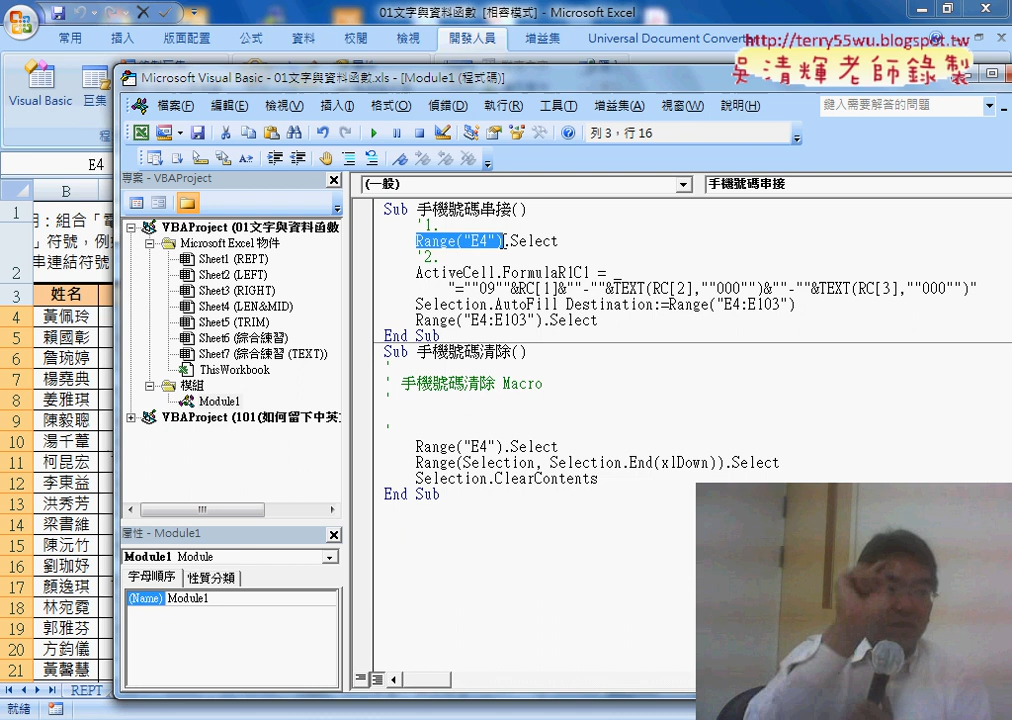 01文字與資料函數 [相容模式] - Microsoft Excel
常用 插入 版面配置 公式 資料 校閱 檢視 開發人員 增益集 Universal Document Convert
http://terry55wu.blogspot.tw
吳清輝老師錄製
Visual Basic 巨集
Microsoft Visual Basic - 01文字與資料函數.xls - [Module1 (程式碼)]
檔案(F) 編輯(E) 檢視(V) 插入(I) 格式(O) 偵錯(D) 執行(R) 工具(T) 增益集(A) 視窗(W) 說明(H)
鍵入需要解答的問題
列 3，行 16
E4
專案 - VBAProject
VBAProject (01文字與資料函數
Microsoft Excel 物件
Sheet1 (REPT)
Sheet2 (LEFT)
Sheet3 (RIGHT)
Sheet4 (LEN&MID)
Sheet5 (TRIM)
Sheet6 (綜合練習)
Sheet7 (綜合練習 (TEXT))
ThisWorkbook
模組
Module1
VBAProject (101(如何留下中英
屬性 - Module1
Module1 Module
字母順序 性質分類
(Name) Module1
(一般)
手機號碼串接
Sub 手機號碼串接()
'1.
Range("E4").Select
'2.
ActiveCell.FormulaR1C1 = _
"=""09""&RC[1]&""-""&TEXT(RC[2],""000"")&""-""&TEXT(RC[3],""000"")"
Selection.AutoFill Destination:=Range("E4:E103")
Range("E4:E103").Select
End Sub
Sub 手機號碼清除()
'
' 手機號碼清除 Macro
'
'
Range("E4").Select
Range(Selection, Selection.End(xlDown)).Select
Selection.ClearContents
End Sub
B
1
明：組合「電
」符號，例
2
串連結符號
3 姓名
4 黃佩玲
5 賴國彰
6 詹琬婷
7 楊堯典
8 姜雅琪
9 陳毅聰
10 湯千葦
11 柯昆宏
12 李東益
13 洪秀芳
14 梁書維
15 陳沅竹
16 劉珈妤
17 顏逸琪
18 林宛霓
19 郭雅芬
20 方鈞儀
21 黃馨慧
REPT
就緒